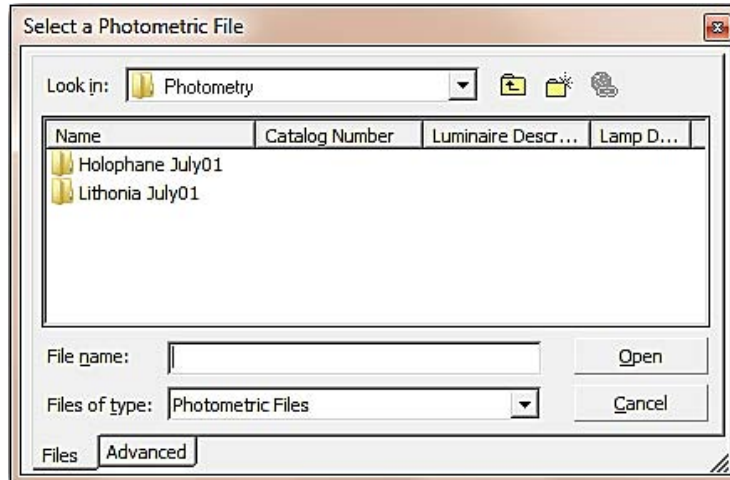 Select a Photometric File
Look in: Photometry
Name Catalog Number Luminaire Descr... Lamp D...
Holophane July01
Lithonia July01
File name: Open
Files of type: Photometric Files Cancel
Files Advanced